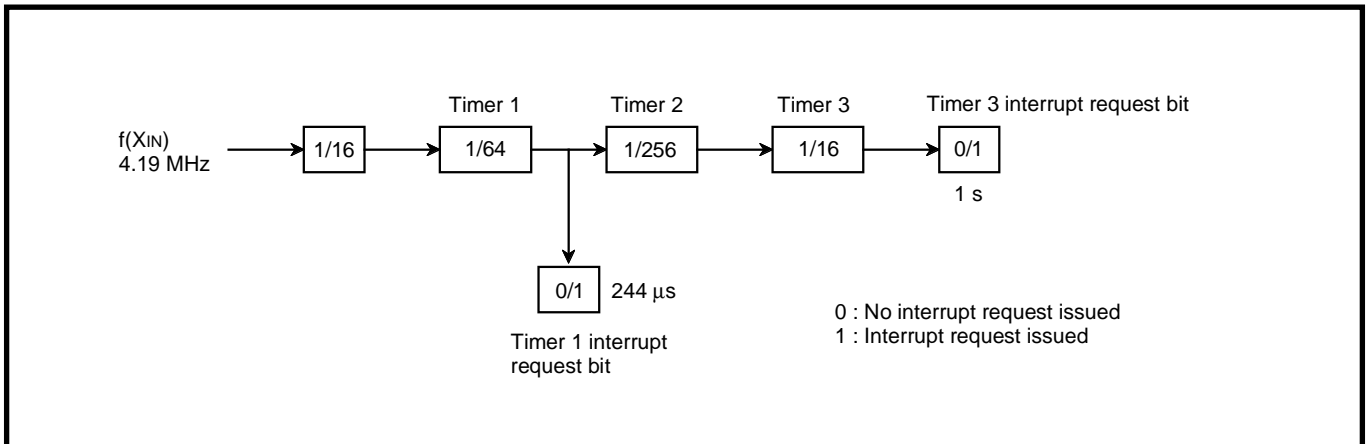 Timer 1
Timer 2
Timer 3
Timer 3 interrupt request bit
f(XIN)
4.19 MHz
1/16
1/64
1/256
1/16
0/1
1 s
0/1
244 μs
Timer 1 interrupt
request bit
0 : No interrupt request issued
1 : Interrupt request issued